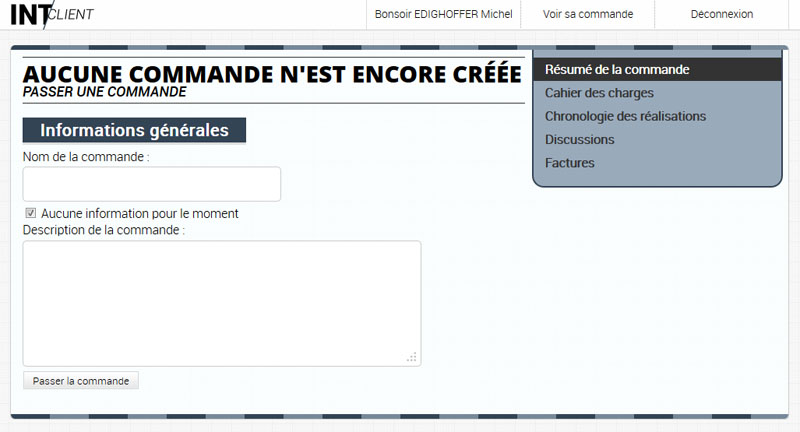 INT/CLIENT
Bonsoir EDIGHOFFER Michel
Voir sa commande
Déconnexion
AUCUNE COMMANDE N'EST ENCORE CRÉÉE
PASSER UNE COMMANDE
Informations générales
Nom de la commande :
Aucune information pour le moment
Description de la commande :
Passer la commande
Résumé de la commande
Cahier des charges
Chronologie des réalisations
Discussions
Factures